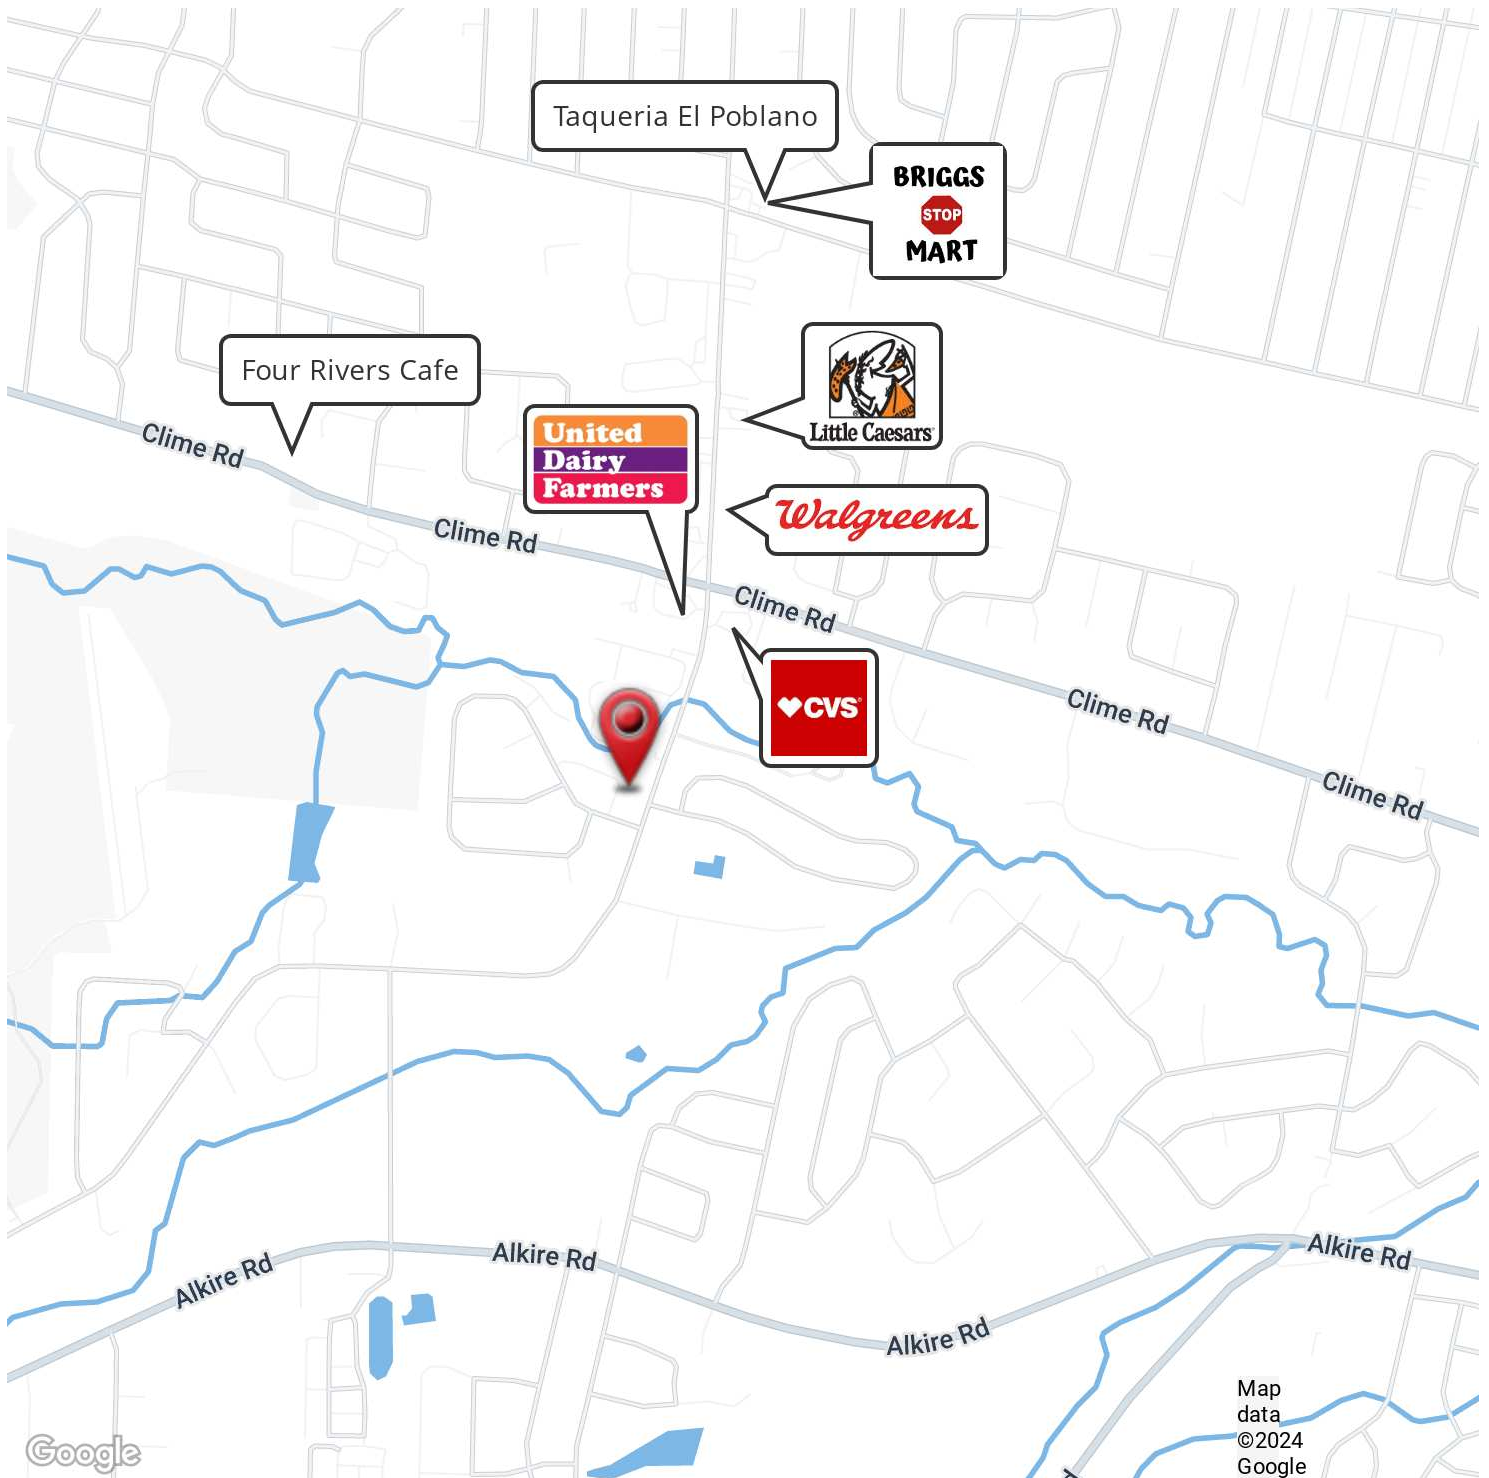 Taqueria El Poblano
BRIGGS
STOP
MART
Four Rivers Cafe
Little Caesars
United
Dairy
Farmers
Walgreens
Clime Rd
Clime Rd
Clime Rd
CVS
Clime Rd
Clime Rd
Alkire Rd
Alkire Rd
Alkire Rd
Alkire Rd
Map
data
©2024
Google
Google